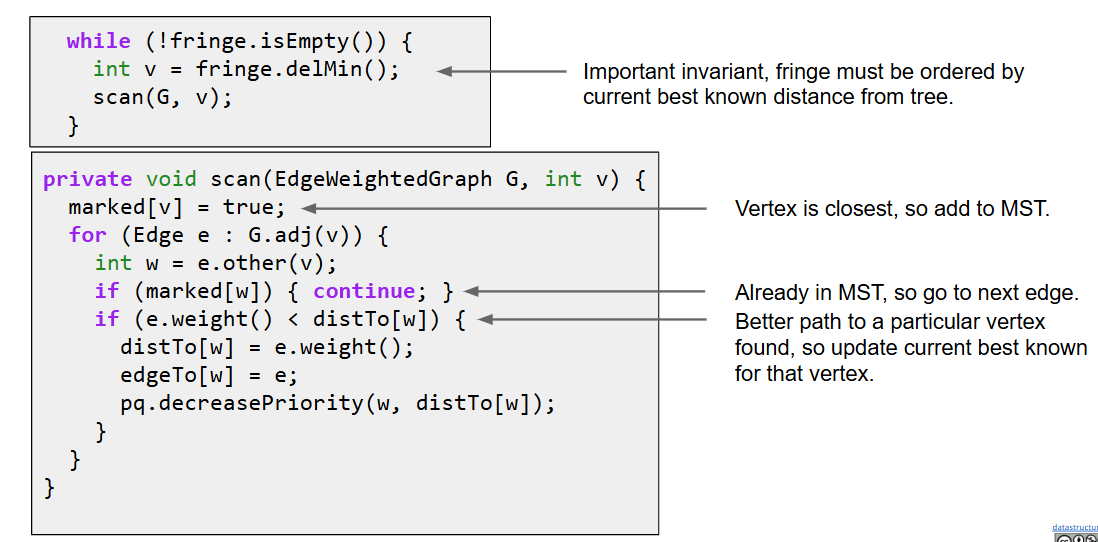 while (!fringe.isEmpty()) {
int v = fringe.delMin();
scan(G, v);
}
Important invariant, fringe must be ordered by
current best known distance from tree.
private void scan(EdgeWeightedGraph G, int v) {
marked[v] = true;
Vertex is closest, so add to MST.
for (Edge e : G.adj(v)) {
int w = e.other(v);
if (marked[w]) { continue; }
Already in MST, so go to next edge.
if (e.weight() < distTo[w]) {
Better path to a particular vertex
found, so update current best known
for that vertex.
distTo[w] = e.weight();
edgeTo[w] = e;
pq.decreasePriority(w, distTo[w]);
}
}
}
datastructur